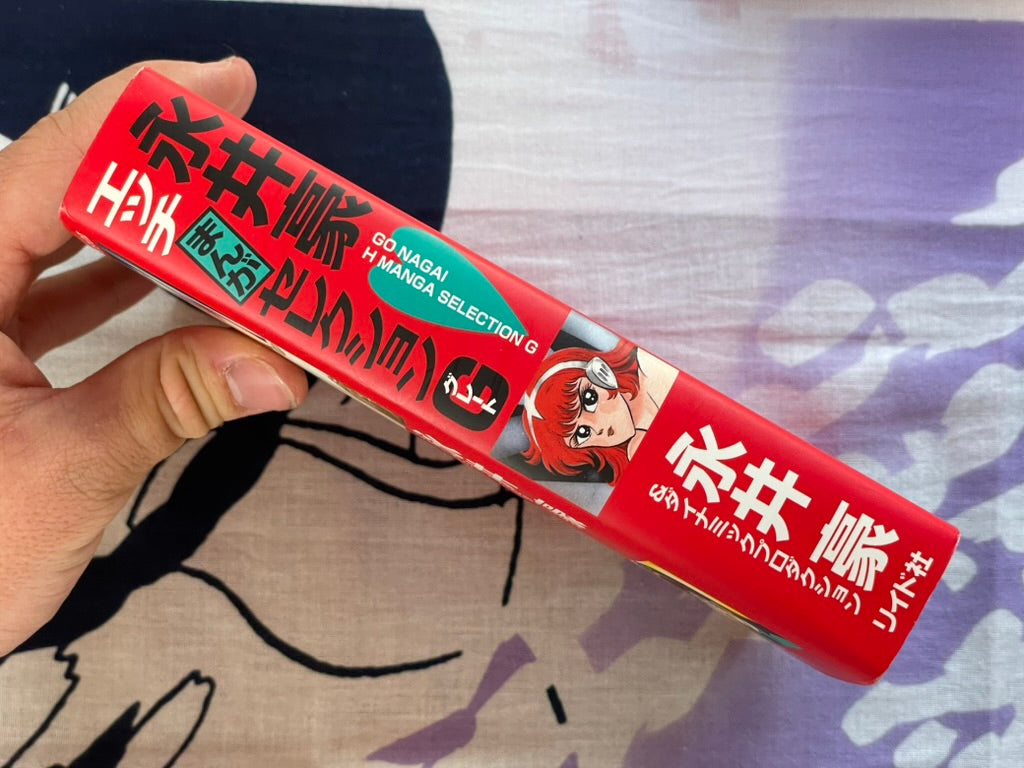 永井豪
エッチまんがセレクションG
グレート
GO NAGAI
H MANGA SELECTION G
永井 豪
&ダイナミックプロダクション
リイド社